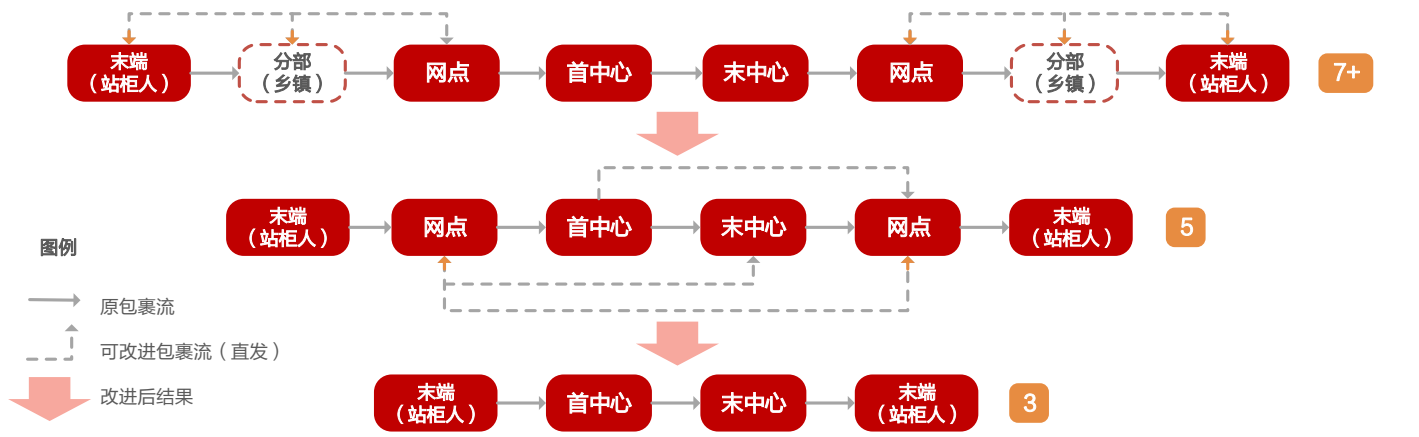 末端
（站柜人）
分部
（乡镇）
网点
首中心
末中心
网点
分部
（乡镇）
末端
（站柜人）
7+
末端
（站柜人）
网点
首中心
末中心
网点
末端
（站柜人）
5
图例
原包裹流
可改进包裹流（直发）
改进后结果
末端
（站柜人）
首中心
末中心
末端
（站柜人）
3